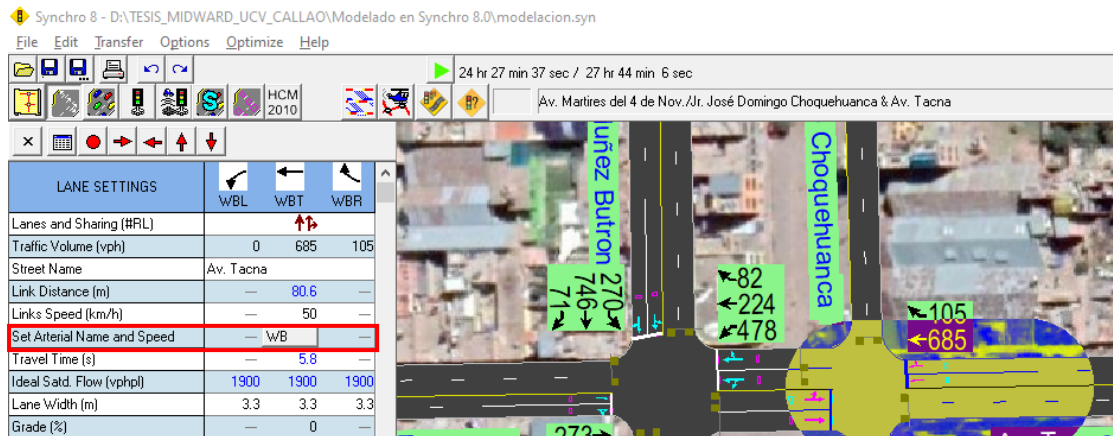 Synchro 8 - D:\TESIS_MIDWARD_UCV_CALLAO\Modelado en Synchro 8.0\modelacion.syn
File Edit Transfer Options Optimize Help
24 hr 27 min 37 sec / 27 hr 44 min 6 sec
HCM 2010
Av. Martires del 4 de Nov./Jr. José Domingo Choquehuanca & Av. Tacna
LANE SETTINGS WBL WBT WBR
Lanes and Sharing (#RL)
Traffic Volume (vph) 0 685 105
Street Name Av. Tacna
Link Distance (m) — 80.6 —
Links Speed (km/h) — 50 —
Set Arterial Name and Speed — WB —
Travel Time (s) — 5.8 —
Ideal Satd. Flow (vphpl) 1900 1900 1900
Lane Width (m) 3.3 3.3 3.3
Grade (%) — 0 —
Butron
Choquehuanca
270
746
71
82
224
478
105
685
273